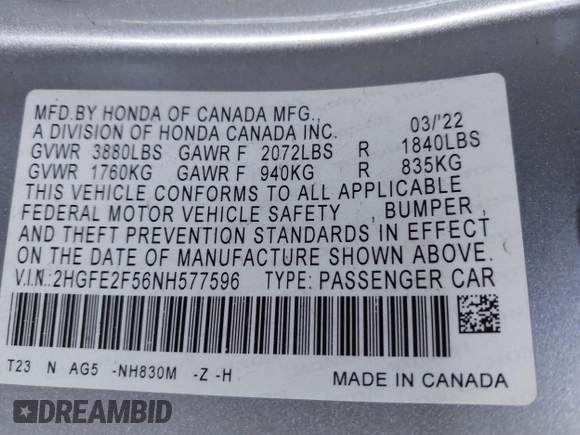 MFD.BY HONDA OF CANADA MFG.,
A DIVISION OF HONDA CANADA INC. 03/'22
GVWR 3880LBS GAWR F 2072LBS R 1840LBS
GVWR 1760KG GAWR F 940KG R 835KG
THIS VEHICLE CONFORMS TO ALL APPLICABLE
FEDERAL MOTOR VEHICLE SAFETY , BUMPER ,
AND THEFT PREVENTION STANDARDS IN EFFECT
ON THE DATE OF MANUFACTURE SHOWN ABOVE.
V.I.N.:2HGFE2F56NH577596 TYPE: PASSENGER CAR
T23 N AG5 -NH830M -Z -H MADE IN CANADA
DREAMBID